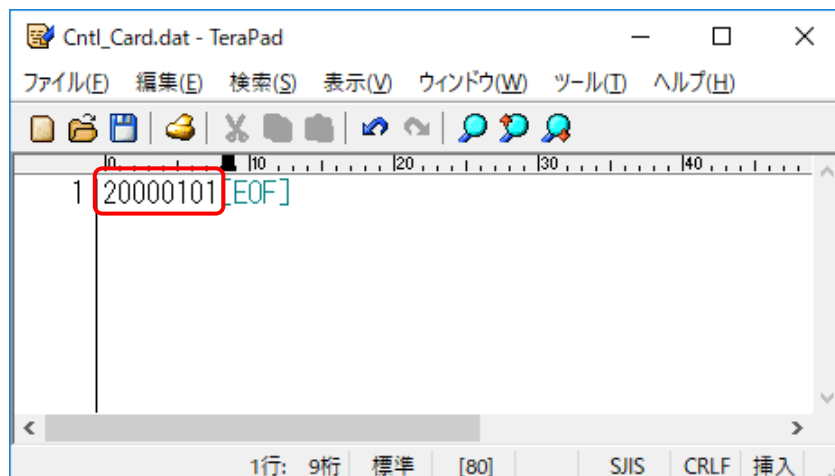 Cntl_Card.dat - TeraPad
ファイル(F) 編集(E) 検索(S) 表示(V) ウィンドウ(W) ツール(T) ヘルプ(H)
0 10 20 30 40
1 20000101[EOF]
1行: 9桁 標準 [80] SJIS CRLF 挿入